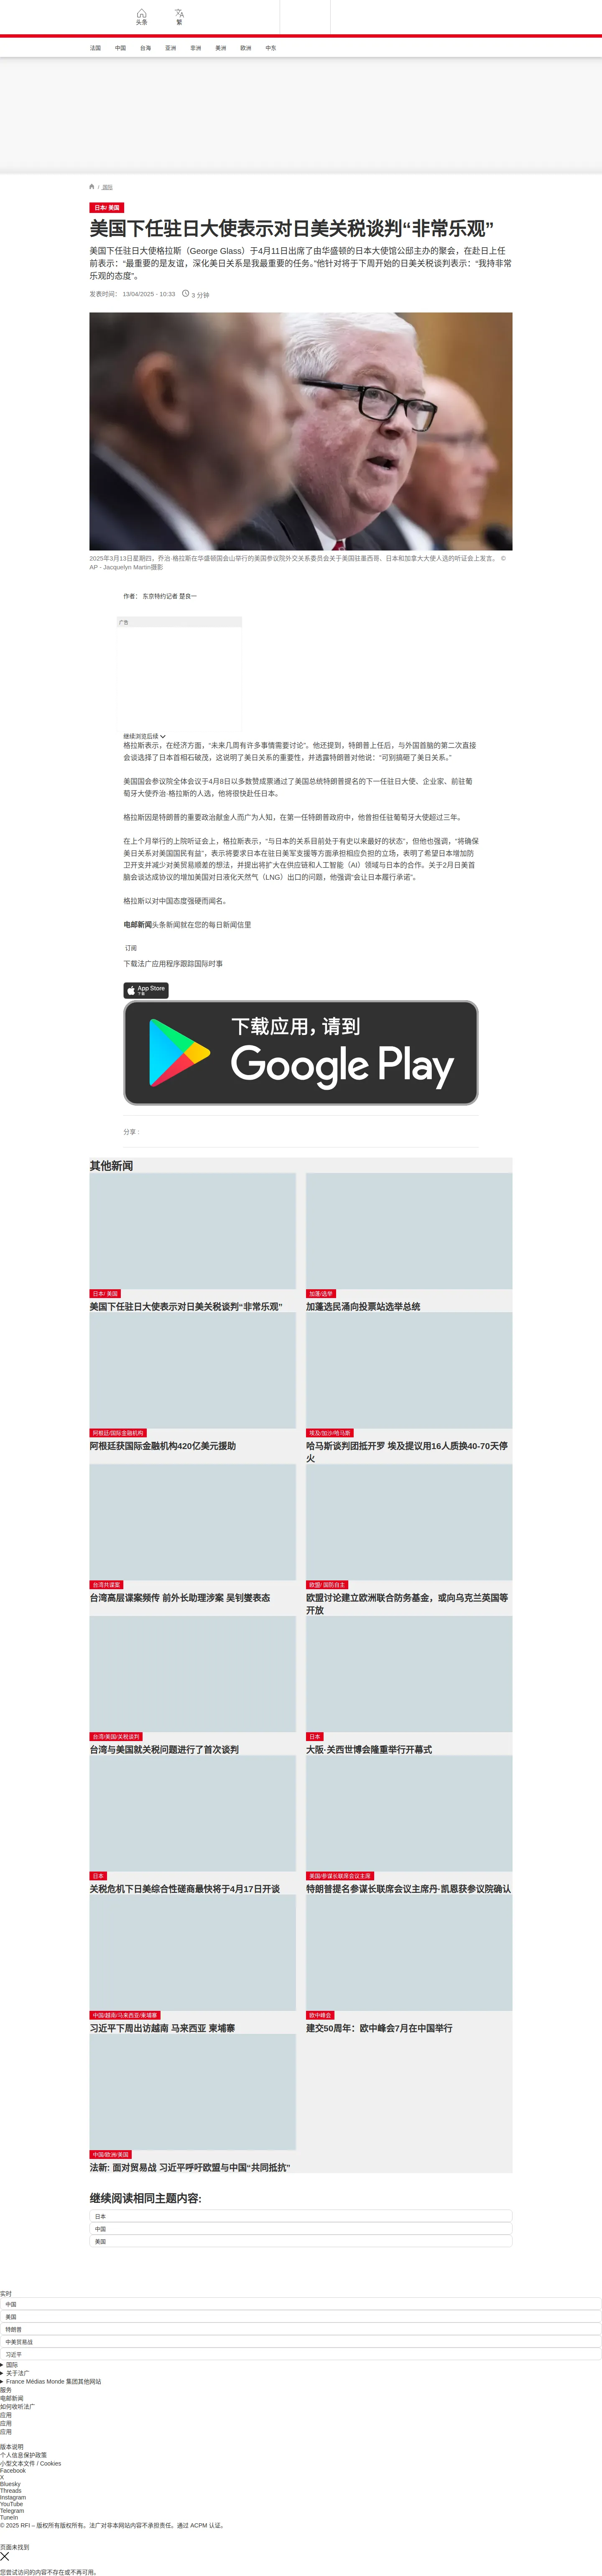 头条
繁
法国 中国 台海 亚洲 非洲 美洲 欧洲 中东
/ 国际
日本/ 美国
美国下任驻日大使表示对日美关税谈判“非常乐观”
美国下任驻日大使格拉斯（George Glass）于4月11日出席了由华盛顿的日本大使馆公邸主办的聚会，在赴日上任
前表示：“最重要的是友谊，深化美日关系是我最重要的任务。”他针对将于下周开始的日美关税谈判表示：“我持非常
乐观的态度”。
发表时间： 13/04/2025 - 10:33 3 分钟
2025年3月13日星期四，乔治·格拉斯在华盛顿国会山举行的美国参议院外交关系委员会关于美国驻墨西哥、日本和加拿大大使人选的听证会上发言。 ©
AP - Jacquelyn Martin摄影
作者： 东京特约记者 楚良一
广告
继续浏览后续
格拉斯表示，在经济方面，“未来几周有许多事情需要讨论”。他还提到，特朗普上任后，与外国首脑的第二次直接
会谈选择了日本首相石破茂，这说明了美日关系的重要性，并透露特朗普对他说：“可别搞砸了美日关系。”
美国国会参议院全体会议于4月8日以多数赞成票通过了美国总统特朗普提名的下一任驻日大使、企业家、前驻葡
萄牙大使乔治·格拉斯的人选，他将很快赴任日本。
格拉斯因是特朗普的重要政治献金人而广为人知，在第一任特朗普政府中，他曾担任驻葡萄牙大使超过三年。
在上个月举行的上院听证会上，格拉斯表示，“与日本的关系目前处于有史以来最好的状态”，但他也强调，“将确保
美日关系对美国国民有益”，表示将要求日本在驻日美军支援等方面承担相应负担的立场，表明了希望日本增加防
卫开支并减少对美贸易顺差的想法，并提出将扩大在供应链和人工智能（AI）领域与日本的合作。关于2月日美首
脑会谈达成协议的增加美国对日液化天然气（LNG）出口的问题，他强调“会让日本履行承诺”。
格拉斯以对中国态度强硬而闻名。
电邮新闻头条新闻就在您的每日新闻信里
订阅
下载法广应用程序跟踪国际时事
App Store
下载
下载应用，请到
Google Play
分享 :
其他新闻
日本/ 美国
美国下任驻日大使表示对日美关税谈判“非常乐观”
加蓬/选举
加蓬选民涌向投票站选举总统
阿根廷/国际金融机构
阿根廷获国际金融机构420亿美元援助
埃及/加沙/哈马斯
哈马斯谈判团抵开罗 埃及提议用16人质换40-70天停
火
台湾共谍案
台湾高层谍案频传 前外长助理涉案 吴钊燮表态
欧盟/ 国防自主
欧盟讨论建立欧洲联合防务基金，或向乌克兰英国等
开放
台湾/美国/关税谈判
台湾与美国就关税问题进行了首次谈判
日本
大阪·关西世博会隆重举行开幕式
日本
关税危机下日美综合性磋商最快将于4月17日开谈
美国/参谋长联席会议主席
特朗普提名参谋长联席会议主席丹·凯恩获参议院确认
中国/越南/马来西亚/柬埔寨
习近平下周出访越南 马来西亚 柬埔寨
欧中峰会
建交50周年：欧中峰会7月在中国举行
中国/欧洲/美国
法新: 面对贸易战 习近平呼吁欧盟与中国“共同抵抗”
继续阅读相同主题内容:
日本
中国
美国
实时
中国
美国
特朗普
中美贸易战
习近平
国际
关于法广
France Médias Monde 集团其他网站
服务
电邮新闻
如何收听法广
应用
应用
应用
版本说明
个人信息保护政策
小型文本文件 / Cookies
Facebook
X
Bluesky
Threads
Instagram
YouTube
Telegram
TuneIn
© 2025 RFI – 版权所有版权所有。法广对非本网站内容不承担责任。通过 ACPM 认证。
页面未找到
您尝试访问的内容不存在或不再可用。